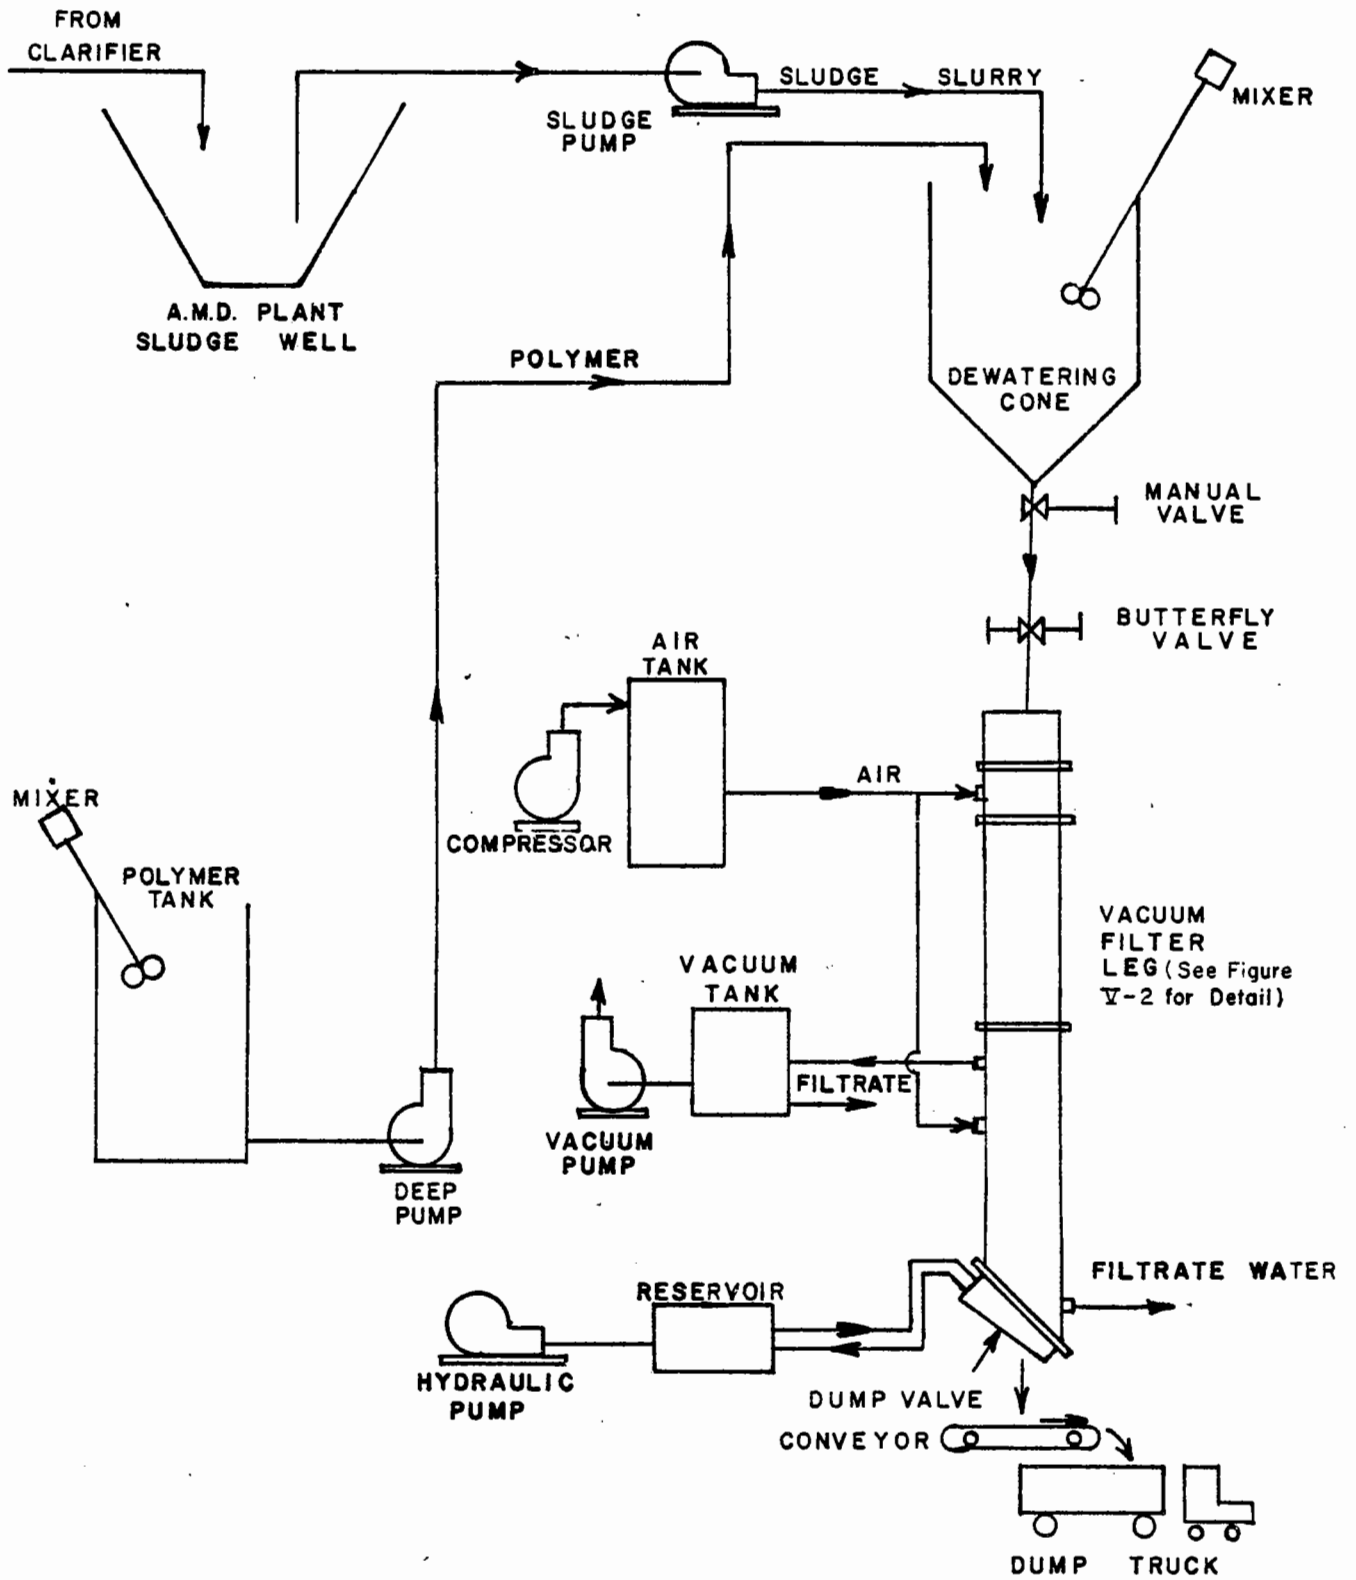 FROM
CLARIFIER
SLUDGE
PUMP
SLUDGE SLURRY
MIXER
A.M.D. PLANT
SLUDGE WELL
POLYMER
DEWATERING
CONE
MANUAL
VALVE
BUTTERFLY
VALVE
AIR
TANK
AIR
COMPRESSOR
MIXER
POLYMER
TANK
VACUUM
FILTER
LEG (See Figure
V-2 for Detail)
VACUUM
TANK
FILTRATE
VACUUM
PUMP
DEEP
PUMP
FILTRATE WATER
RESERVOIR
HYDRAULIC
PUMP
DUMP VALVE
CONVEYOR
DUMP TRUCK